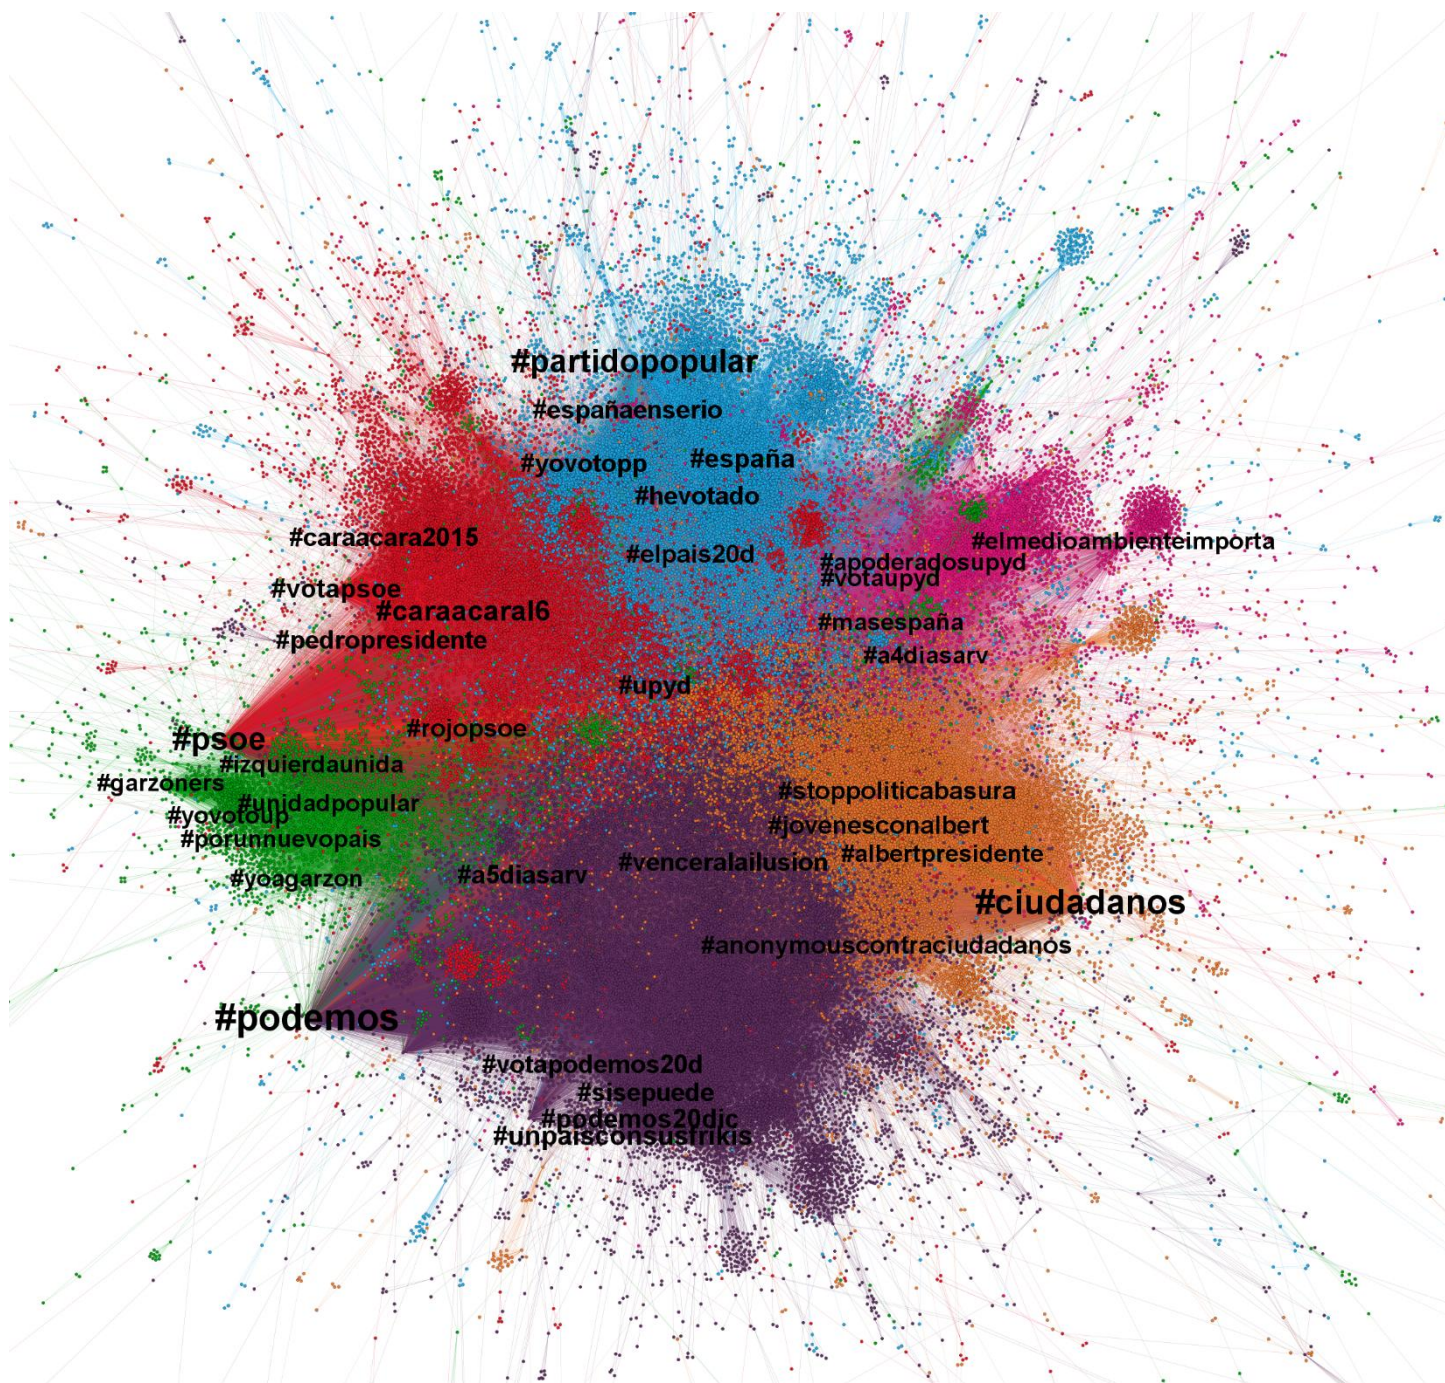 #partidopopular
#españaenserio
#yovotopp
#españa
#hevotado
#caraacara2015
#elpais20d
#elmedioambienteimporta
#apoderadosupyd
#votaupyd
#votapsoe
#caraacaral6
#masespaña
#pedropresidente
#a4diasarv
#upyd
#rojopsoe
#psoe
#izquierdaunida
#garzoners
#stoppoliticabasura
#unidadpopular
#yovotoup
#jovenesconalbert
#porunnuevopais
#albertpresidente
#venceralailusion
#a5diasarv
#yoagarzon
#ciudadanos
#anonymouscontraciudadanos
#podemos
#votapodemos20d
#sisepuede
#podemos20dic
#unpaisconsusfrikis